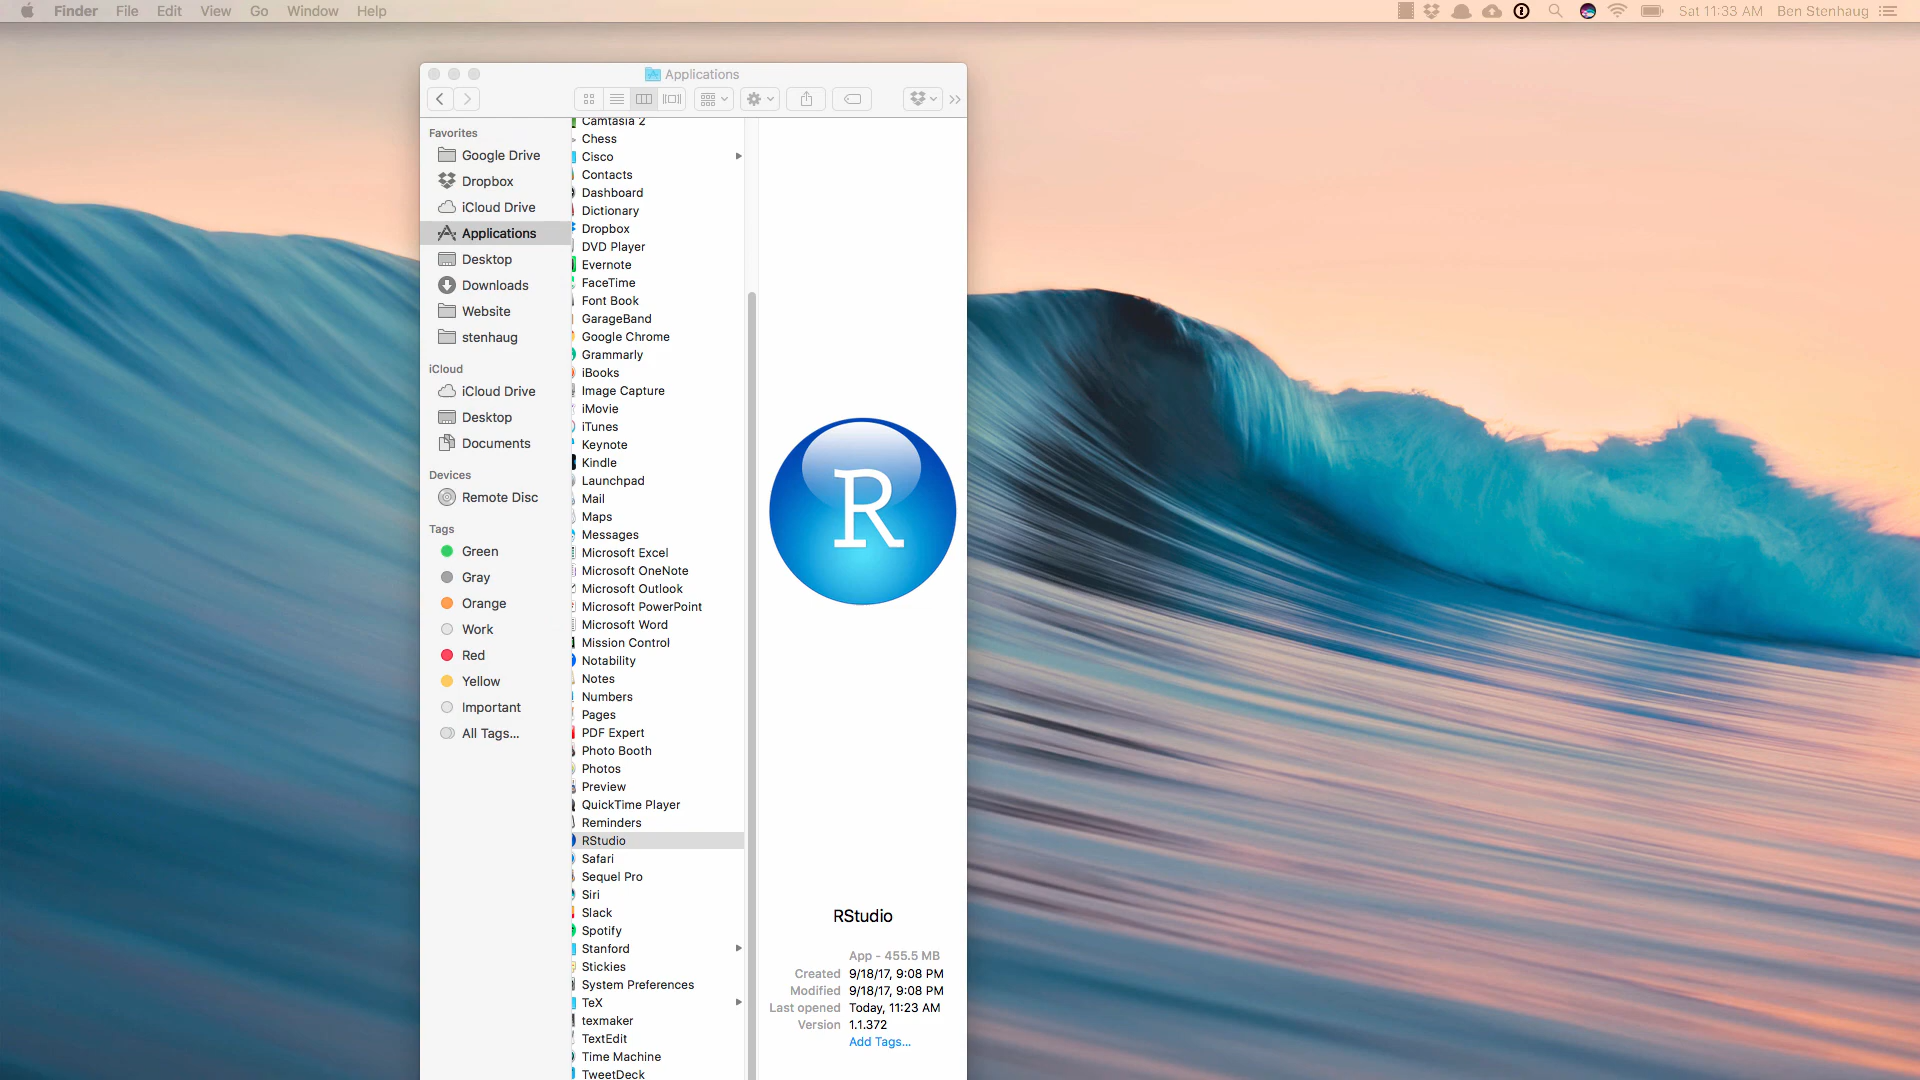 Finder File Edit View Go Window Help Sat 11:33 AM Ben Stenhaug
Applications
Favorites
Google Drive
Dropbox
iCloud Drive
Applications
Desktop
Downloads
Website
stenhaug
iCloud
iCloud Drive
Desktop
Documents
Devices
Remote Disc
Tags
Green
Gray
Orange
Work
Red
Yellow
Important
All Tags...
Camtasia 2
Chess
Cisco
Contacts
Dashboard
Dictionary
Dropbox
DVD Player
Evernote
FaceTime
Font Book
GarageBand
Google Chrome
Grammarly
iBooks
Image Capture
iMovie
iTunes
Keynote
Kindle
Launchpad
Mail
Maps
Messages
Microsoft Excel
Microsoft OneNote
Microsoft Outlook
Microsoft PowerPoint
Microsoft Word
Mission Control
Notability
Notes
Numbers
Pages
PDF Expert
Photo Booth
Photos
Preview
QuickTime Player
Reminders
RStudio
Safari
Sequel Pro
Siri
Slack
Spotify
Stanford
Stickies
System Preferences
TeX
texmaker
TextEdit
Time Machine
TweetDeck
R
RStudio
App - 455.5 MB
Created 9/18/17, 9:08 PM
Modified 9/18/17, 9:08 PM
Last opened Today, 11:23 AM
Version 1.1.372
Add Tags...